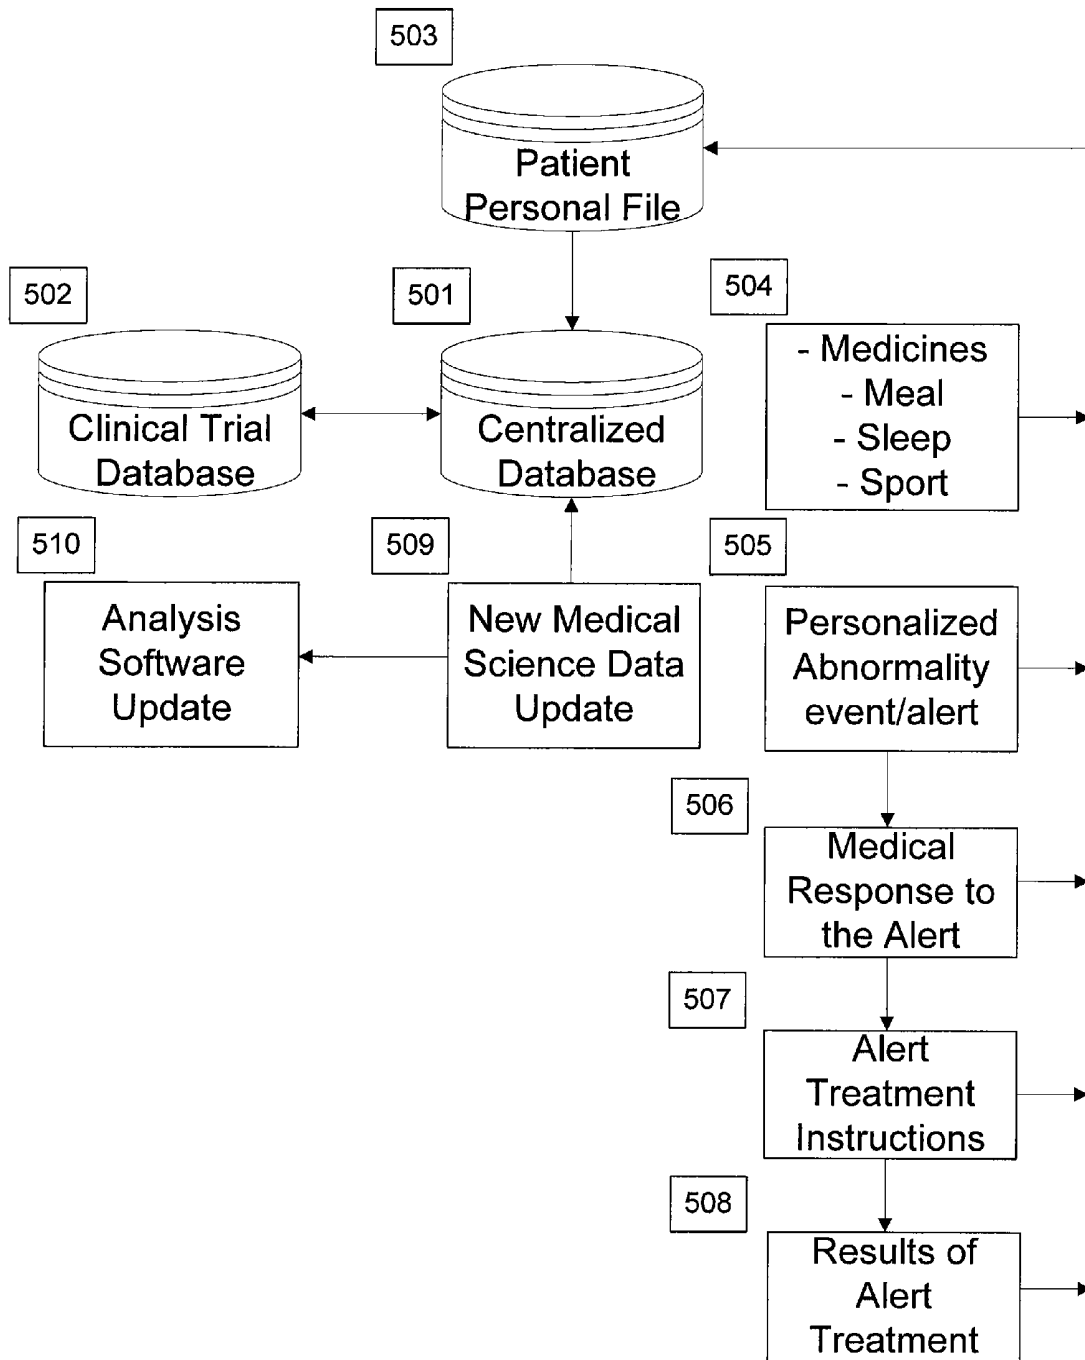 503
Patient
Personal File
502
501
504
Clinical Trial
Database
Centralized
Database
- Medicines
- Meal
- Sleep
- Sport
510
509
505
Analysis
Software
Update
New Medical
Science Data
Update
Personalized
Abnormality
event/alert
506
Medical
Response to
the Alert
507
Alert
Treatment
Instructions
508
Results of
Alert
Treatment